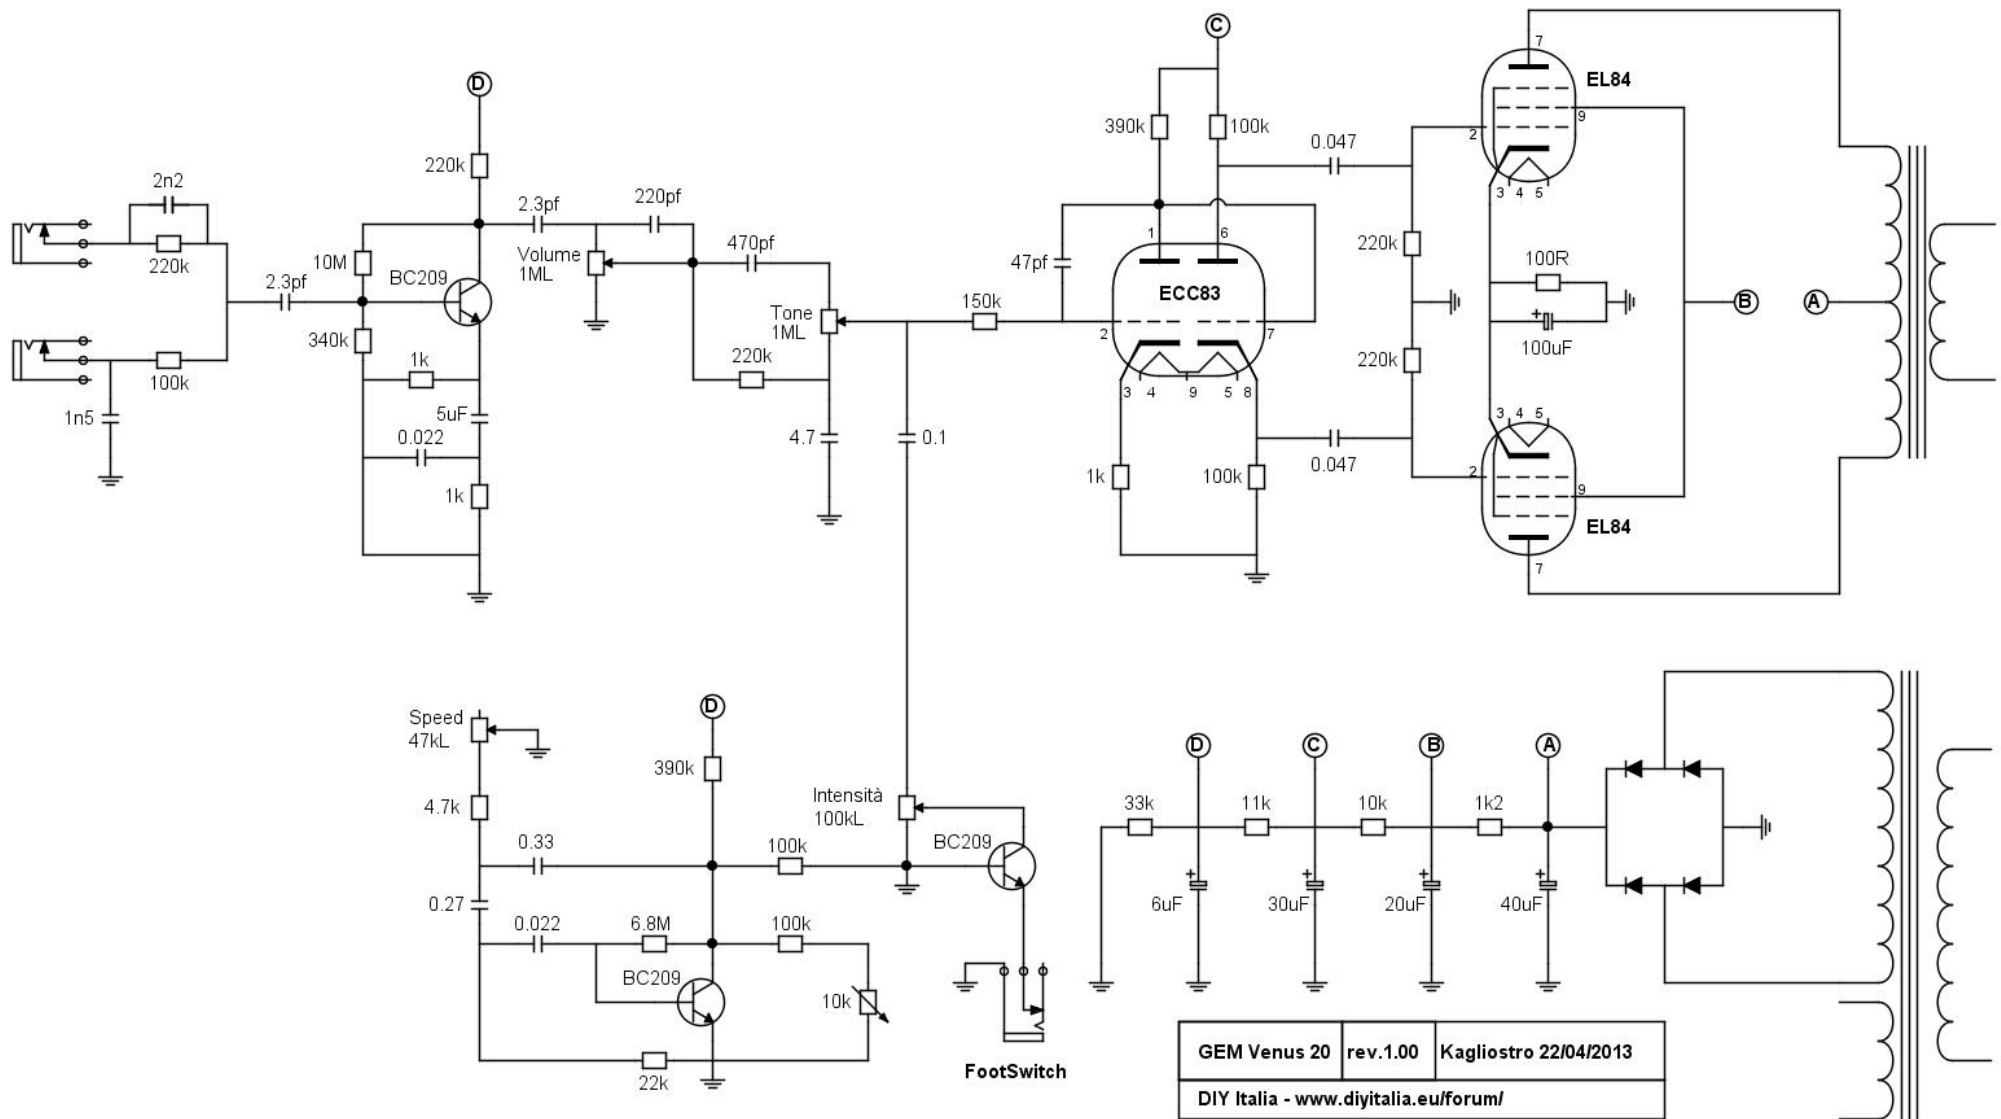 C
7
EL84
D
9
390k
100k
2
0.047
220k
3 4 5
2n2
2.3pf
220pf
1
6
220k
Volume
1ML
470pf
220k
10M
BC209
47pf
100R
2.3pf
ECC83
B
A
150k
Tone
1ML
2
7
+
100uF
340k
1k
220k
220k
100k
3 4 9 5 8
3 4 5
1n5
5uF
0.022
4.7
0.1
0.047
1k
100k
2
9
1k
EL84
7
D
Speed
47kL
D C B A
390k
Intensità
100kL
4.7k
33k 11k 10k 1k2
0.33
100k
BC209
+ + + +
0.27
6uF 30uF 20uF 40uF
0.022
6.8M
100k
BC209
10k
22k
FootSwitch
GEM Venus 20 rev.1.00 Kagliostro 22/04/2013
DIY Italia - www.diyitalia.eu/forum/